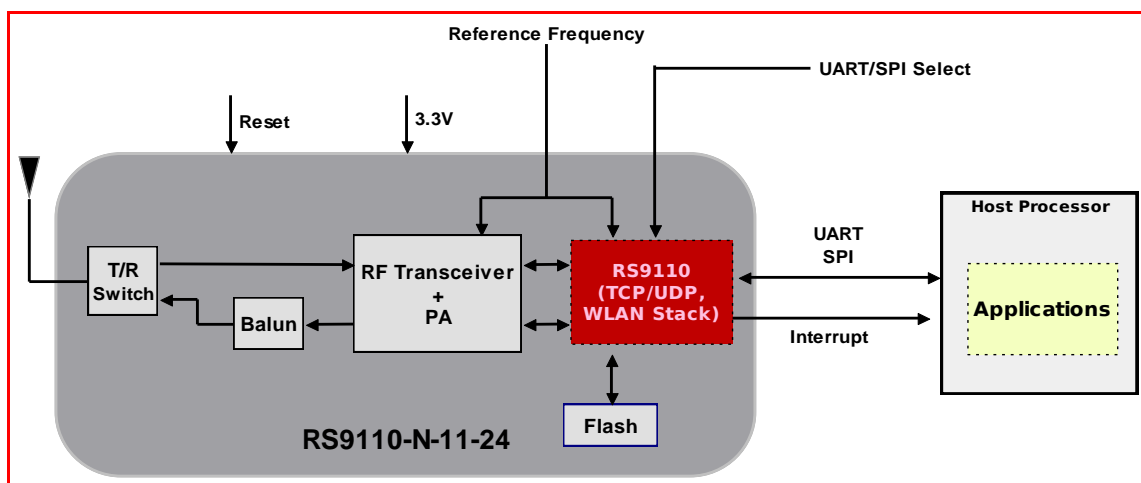 Reference Frequency
UART/SPI Select
Reset
3.3V
Host Processor
T/R
Switch
RF Transceiver
+
PA
RS9110
(TCP/UDP,
WLAN Stack)
UART
SPI
Applications
Balun
Interrupt
Flash
RS9110-N-11-24